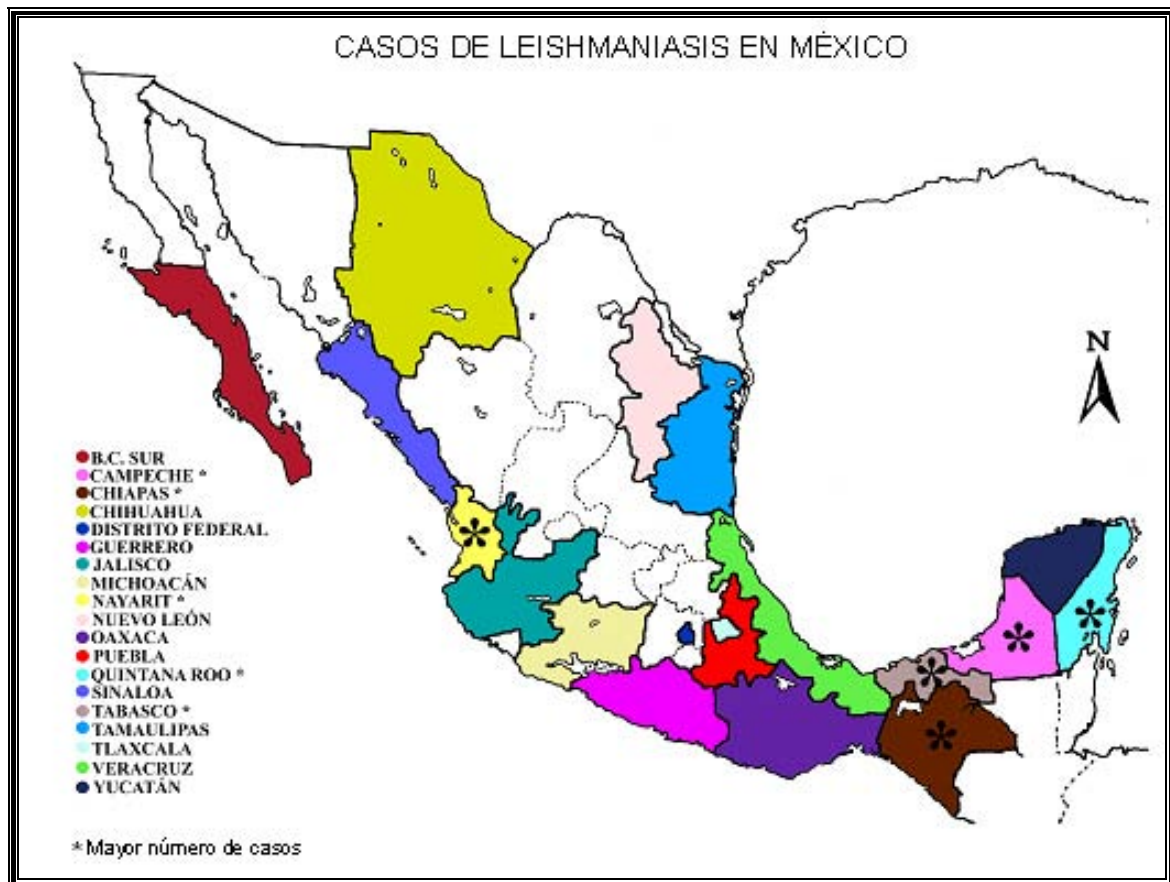 CASOS DE LEISHMANIASIS EN MÉXICO
N
B.C. SUR
CAMPECHE *
CHIAPAS *
CHIHUAHUA
DISTRITO FEDERAL
GUERRERO
JALISCO
MICHOACÁN
NAYARIT *
NUEVO LEÓN
OAXACA
PUEBLA
QUINTANA ROO *
SINALOA
TABASCO *
TAMAULIPAS
TLAXCALA
VERACRUZ
YUCATÁN
* Mayor número de casos